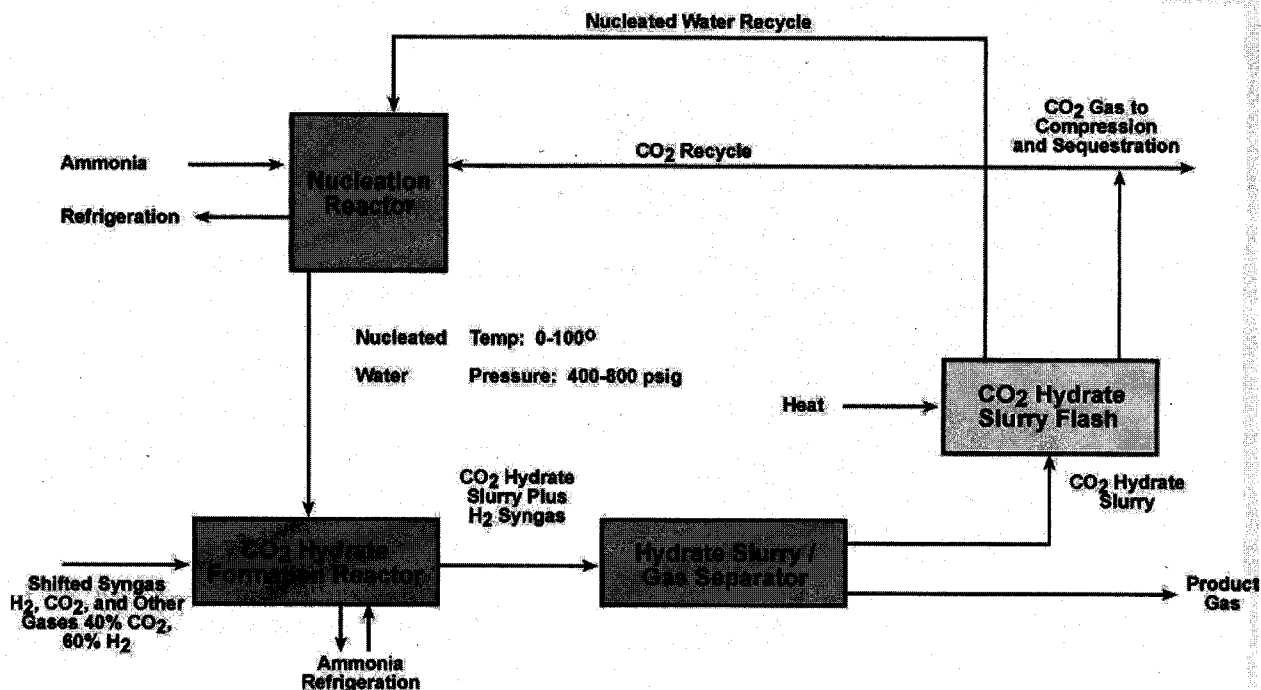 Nucleated Water Recycle
CO2 Gas to
Compression
and Sequestration
Ammonia
CO2 Recycle
Nucleation
Reactor
Refrigeration
Nucleated Temp: 0-100º
Water Pressure: 400-800 psig
Heat
CO2 Hydrate
Slurry Flash
CO2 Hydrate
Slurry Plus
H2 Syngas
CO2 Hydrate
Slurry
CO2 Hydrate
Formation Reactor
Hydrate Slurry /
Gas Separator
Shifted Syngas
H2, CO2, and Other
Gases 40% CO2,
60% H2
Product
Gas
Ammonia
Refrigeration